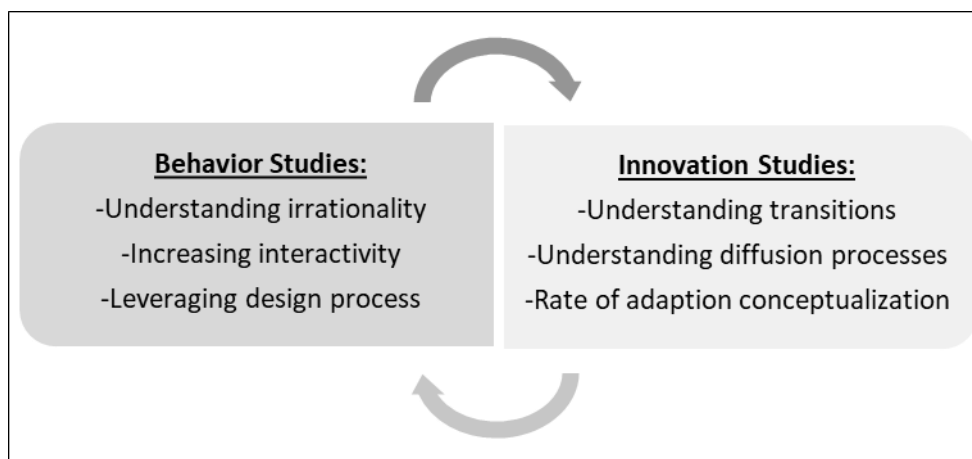 Behavior Studies:
-Understanding irrationality
-Increasing interactivity
-Leveraging design process
Innovation Studies:
-Understanding transitions
-Understanding diffusion processes
-Rate of adaption conceptualization